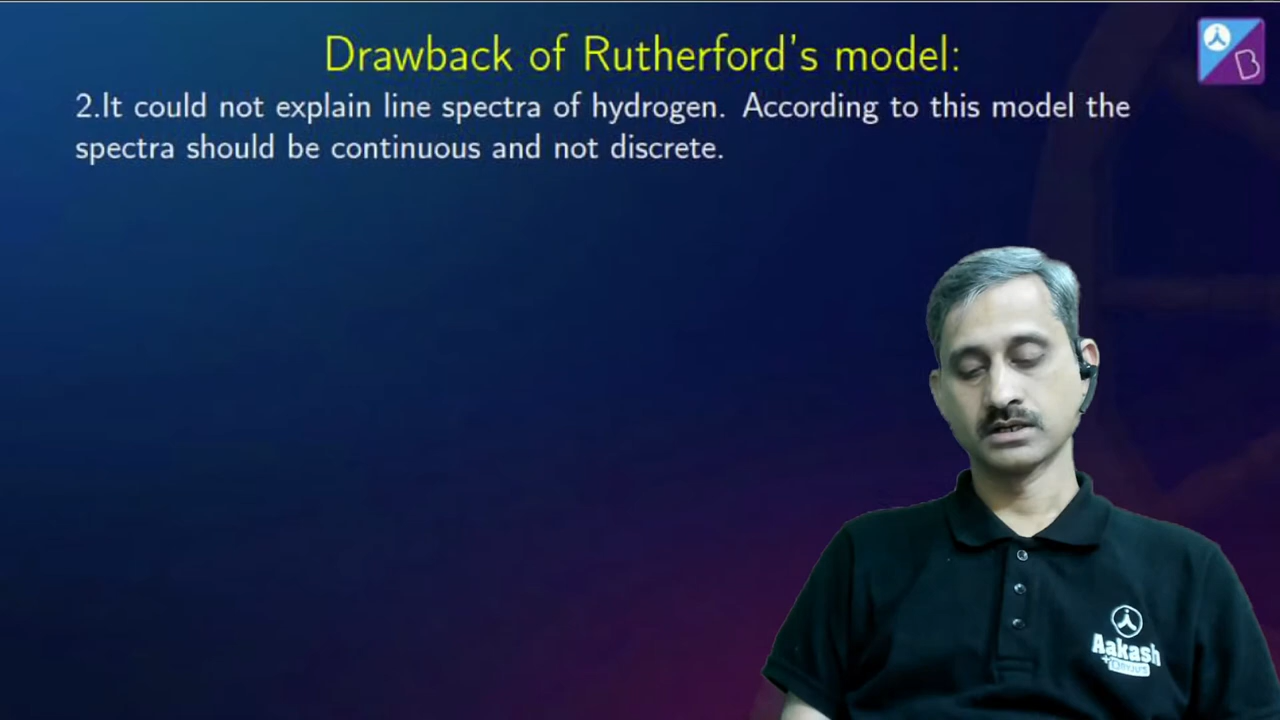 Drawback of Rutherford's model:
2.It could not explain line spectra of hydrogen. According to this model the
spectra should be continuous and not discrete.
B
Aakash